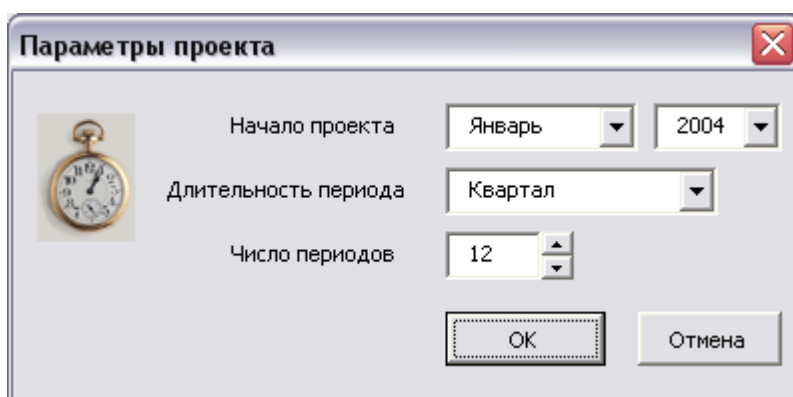 Параметры проекта
Начало проекта Январь 2004
Длительность периода Квартал
Число периодов 12
OK Отмена